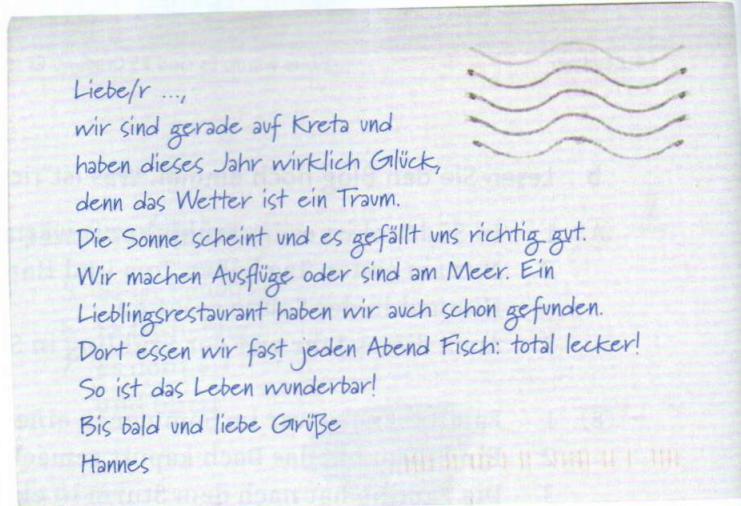 Liebe/r ...,
wir sind gerade auf Kreta und
haben dieses Jahr wirklich Glück,
denn das Wetter ist ein Traum.
Die Sonne scheint und es gefällt uns richtig gut.
Wir machen Ausflüge oder sind am Meer. Ein
Lieblingsrestaurant haben wir auch schon gefunden.
Dort essen wir fast jeden Abend Fisch: total lecker!
So ist das Leben wunderbar!
Bis bald und liebe Grüße
Hannes